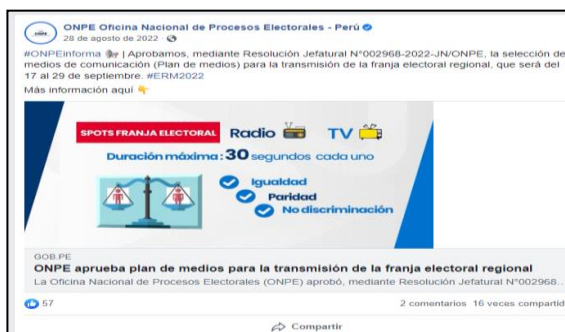 ONPE Oficina Nacional de Procesos Electorales - Perú
28 de agosto de 2022 ·
#ONPEinforma | Aprobamos, mediante Resolución Jefatural N°002968-2022-JN/ONPE, la selección de
medios de comunicación (Plan de medios) para la transmisión de la franja electoral regional, que será del
17 al 29 de septiembre. #ERM2022
Más información aquí
SPOTS FRANJA ELECTORAL Radio TV
Duración máxima: 30 segundos cada uno
Igualdad
Paridad
No discriminación
GOB.PE
ONPE aprueba plan de medios para la transmisión de la franja electoral regional
La Oficina Nacional de Procesos Electorales (ONPE) aprobó, mediante Resolución Jefatural N°002968...
57 2 comentarios 16 veces compartid
Compartir